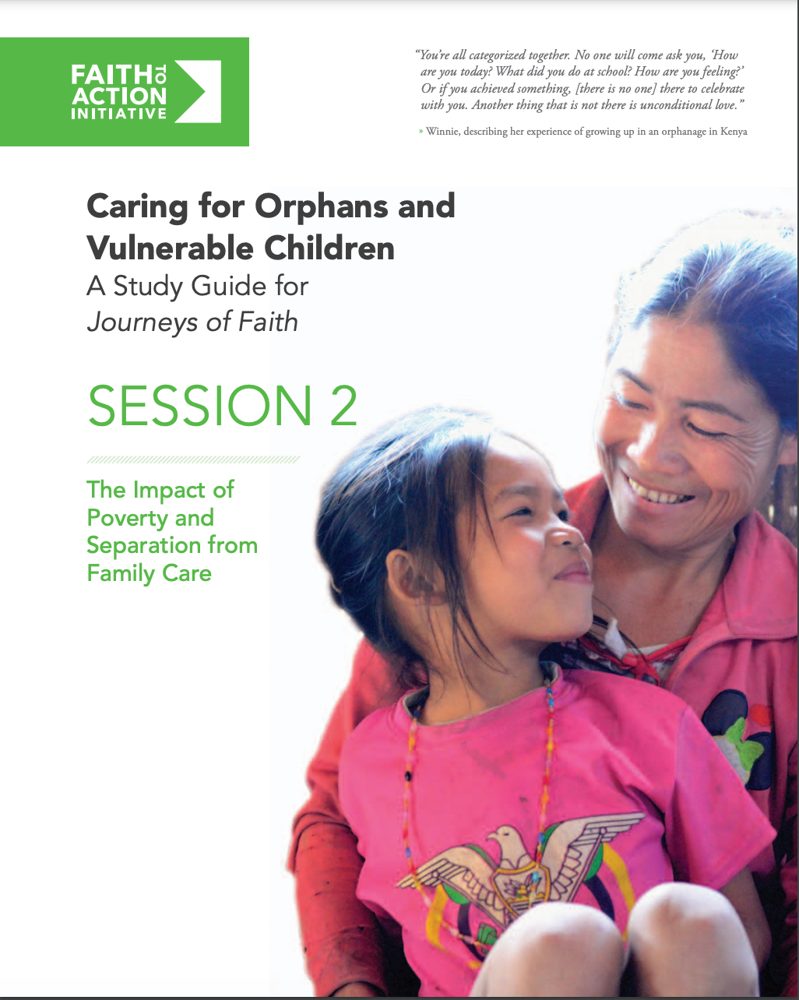 FAITH TO
ACTION
INITIATIVE
“You’re all categorized together. No one will come ask you, ‘How
are you today? What did you do at school? How are you feeling?’
Or if you achieved something, [there is no one] there to celebrate
with you. Another thing that is not there is unconditional love.”
» Winnie, describing her experience of growing up in an orphanage in Kenya
Caring for Orphans and
Vulnerable Children
A Study Guide for
Journeys of Faith
SESSION 2
The Impact of
Poverty and
Separation from
Family Care